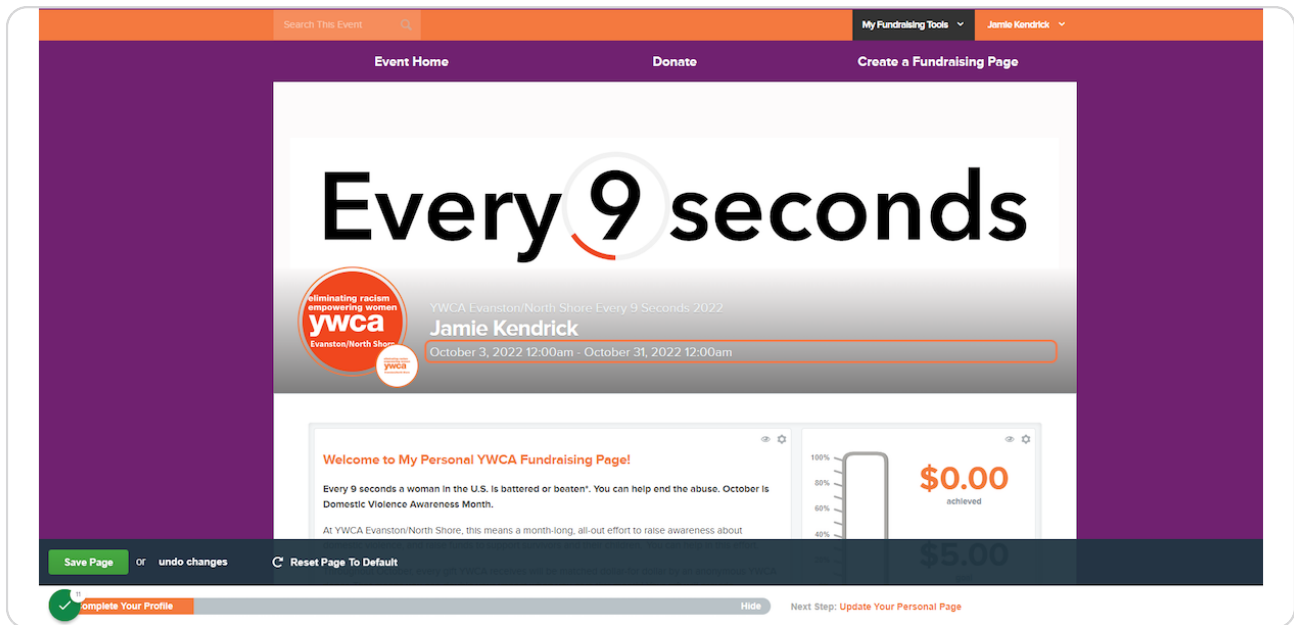 Search This Event
My Fundraising Tools
Jamie Kendrick
Event Home
Donate
Create a Fundraising Page
Every 9 seconds
eliminating racism
empowering women
ywca
Evanston/North Shore
ywca
YWCA Evanston/North Shore Every 9 Seconds 2022
Jamie Kendrick
October 3, 2022 12:00am - October 31, 2022 12:00am
Welcome to My Personal YWCA Fundraising Page!
Every 9 seconds a woman in the U.S. is battered or beaten*. You can help end the abuse. October is
Domestic Violence Awareness Month.
At YWCA Evanston/North Shore, this means a month-long, all-out effort to raise awareness about
100%
80%
60%
40%
$0.00
achieved
$5.00
Save Page or undo changes
Reset Page To Default
11
omplete Your Profile
Hide
Next Step: Update Your Personal Page